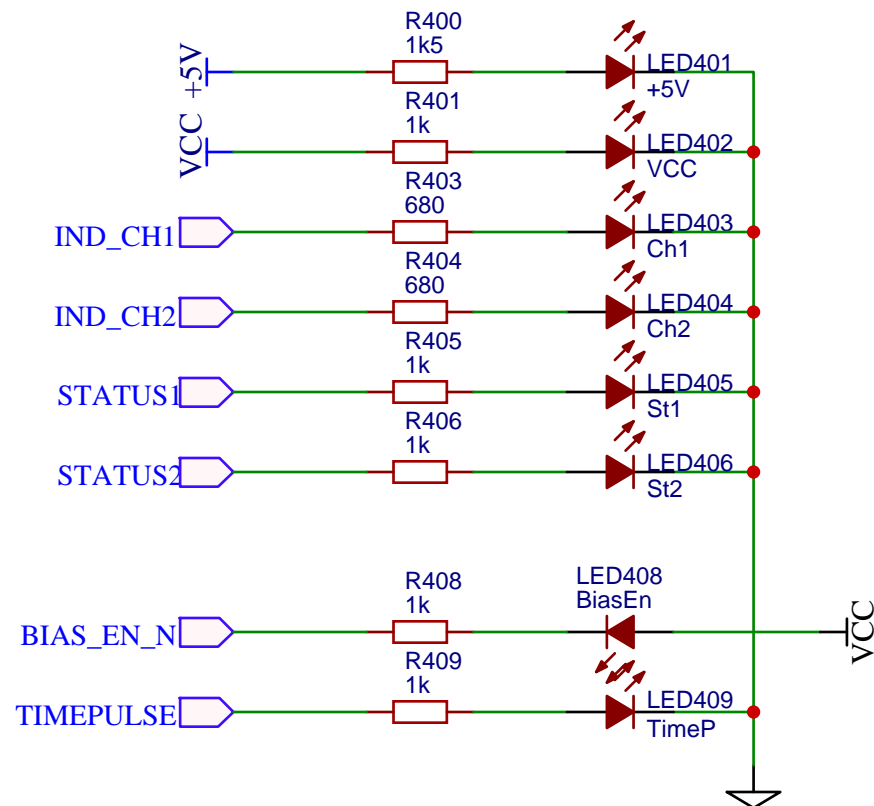 R400
1k5
+5V
LED401
+5V
R401
1k
VCC
LED402
VCC
R403
680
IND_CH1
LED403
Ch1
R404
680
IND_CH2
LED404
Ch2
R405
1k
STATUS1
LED405
St1
R406
1k
STATUS2
LED406
St2
R408
1k
LED408
BiasEn
BIAS_EN_N
VCC
R409
1k
TIMEPULSE
LED409
TimeP